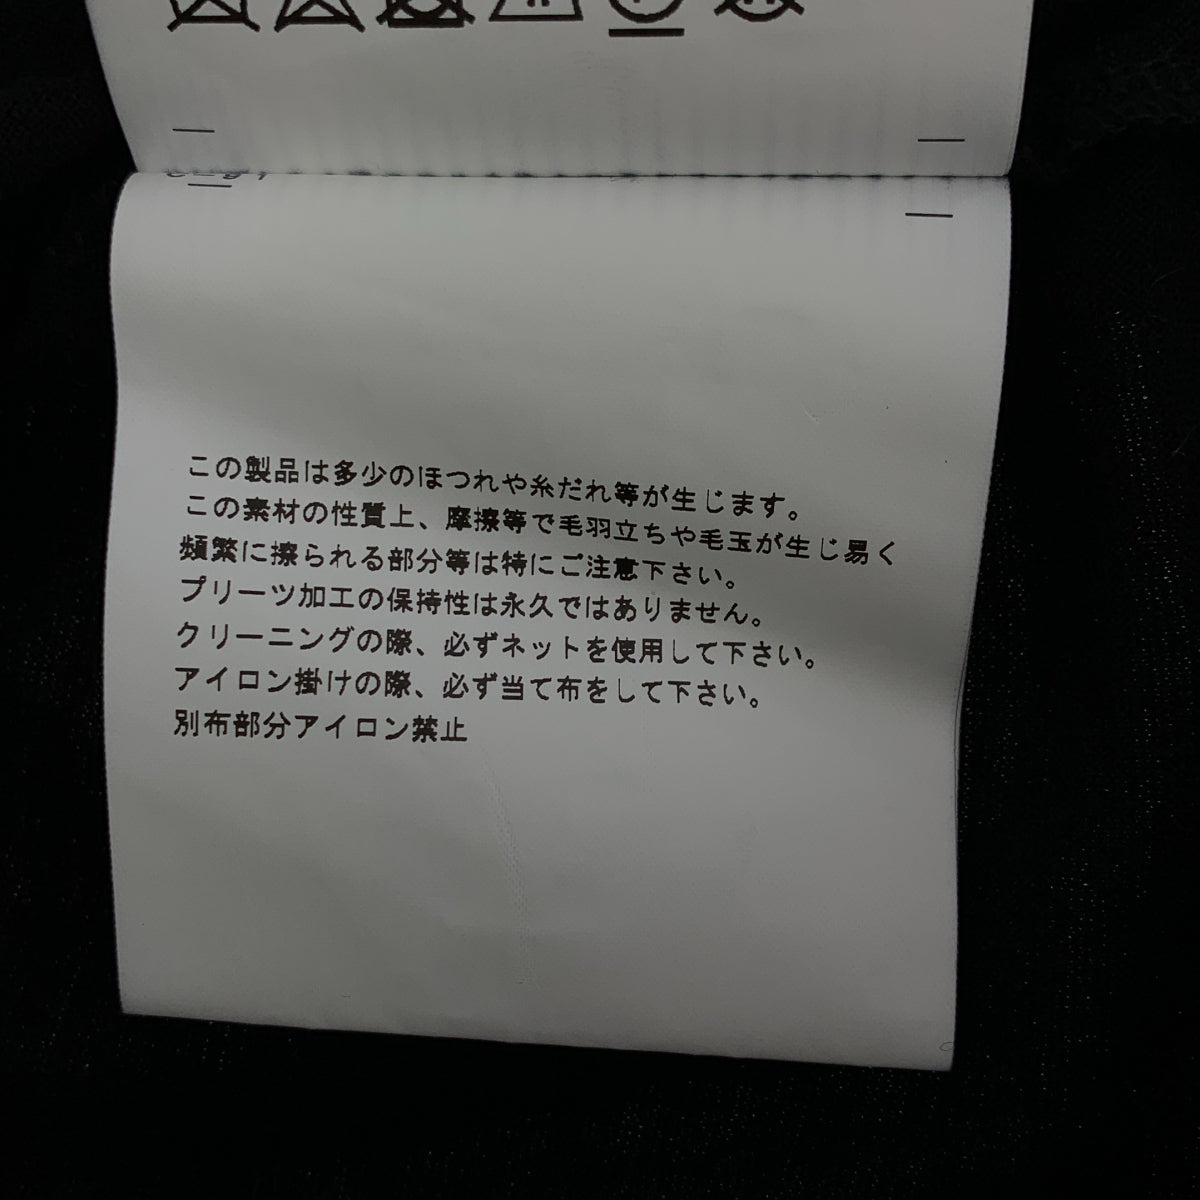 この製品は多少のほつれや糸だれ等が生じます。
この素材の性質上、摩擦等で毛羽立ちや毛玉が生じ易く
頻繁に擦られる部分等は特にご注意下さい。
プリーツ加工の保持性は永久ではありません。
クリーニングの際、必ずネットを使用して下さい。
アイロン掛けの際、必ず当て布をして下さい。
別布部分アイロン禁止